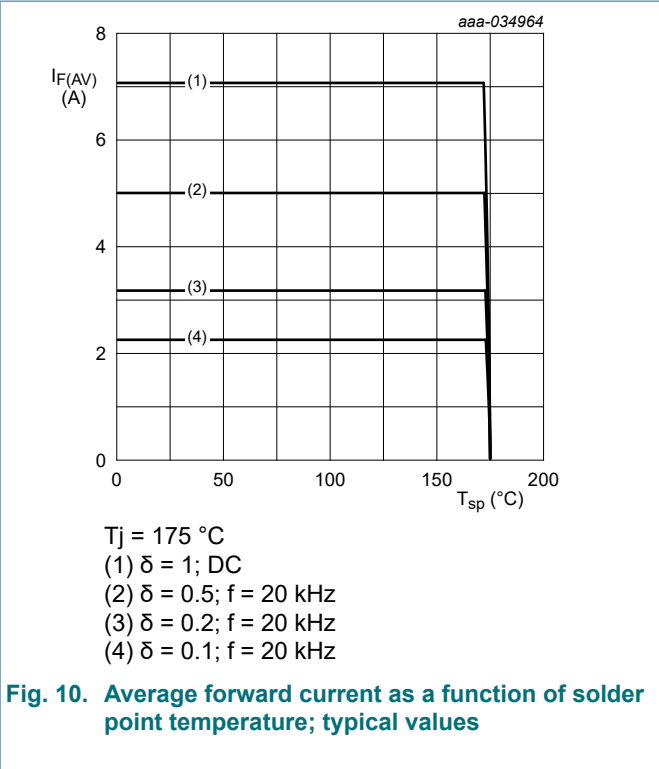 aaa-034964
8
I_F(AV)
(A)
(1)
6
(2)
4
(3)
(4)
2
0
0 50 100 150 200
T_sp (°C)
Tj = 175 °C
(1) δ = 1; DC
(2) δ = 0.5; f = 20 kHz
(3) δ = 0.2; f = 20 kHz
(4) δ = 0.1; f = 20 kHz
Fig. 10. Average forward current as a function of solder
point temperature; typical values